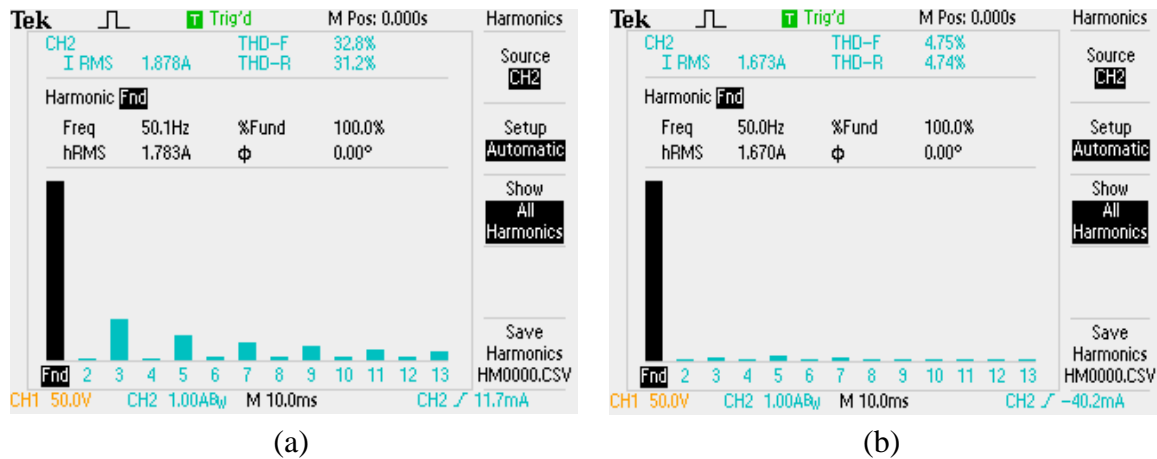 Tek T Trig'd M Pos: 0.000s Harmonics
CH2 THD-F 32.8%
I RMS 1.878A THD-R 31.2%
Source
CH2
Harmonic Fnd
Freq 50.1Hz %Fund 100.0%
hRMS 1.783A Φ 0.00°
Setup
Automatic
Show
All
Harmonics
Save
Harmonics
HM0000.CSV
Fnd 2 3 4 5 6 7 8 9 10 11 12 13
CH1 50.0V CH2 1.00ABW M 10.0ms CH2 11.7mA
(a)
Tek T Trig'd M Pos: 0.000s Harmonics
CH2 THD-F 4.75%
I RMS 1.673A THD-R 4.74%
Source
CH2
Harmonic Fnd
Freq 50.0Hz %Fund 100.0%
hRMS 1.670A Φ 0.00°
Setup
Automatic
Show
All
Harmonics
Save
Harmonics
HM0000.CSV
Fnd 2 3 4 5 6 7 8 9 10 11 12 13
CH1 50.0V CH2 1.00ABW M 10.0ms CH2 -40.2mA
(b)